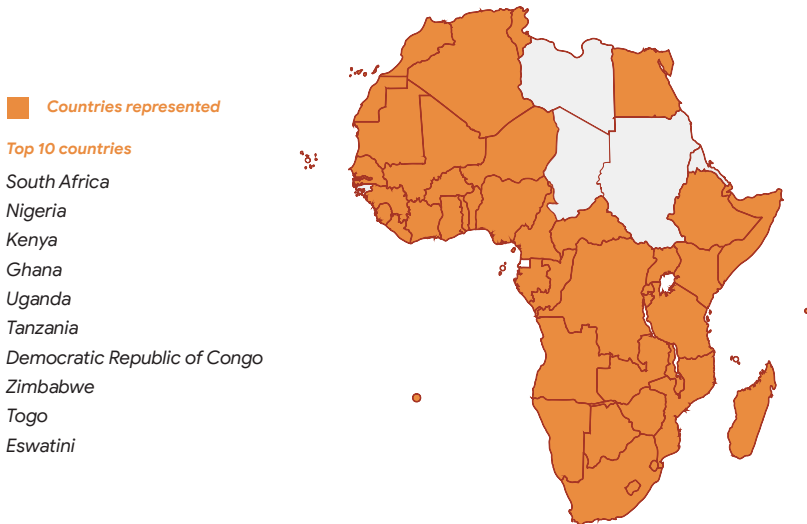 Countries represented
Top 10 countries
South Africa
Nigeria
Kenya
Ghana
Uganda
Tanzania
Democratic Republic of Congo
Zimbabwe
Togo
Eswatini